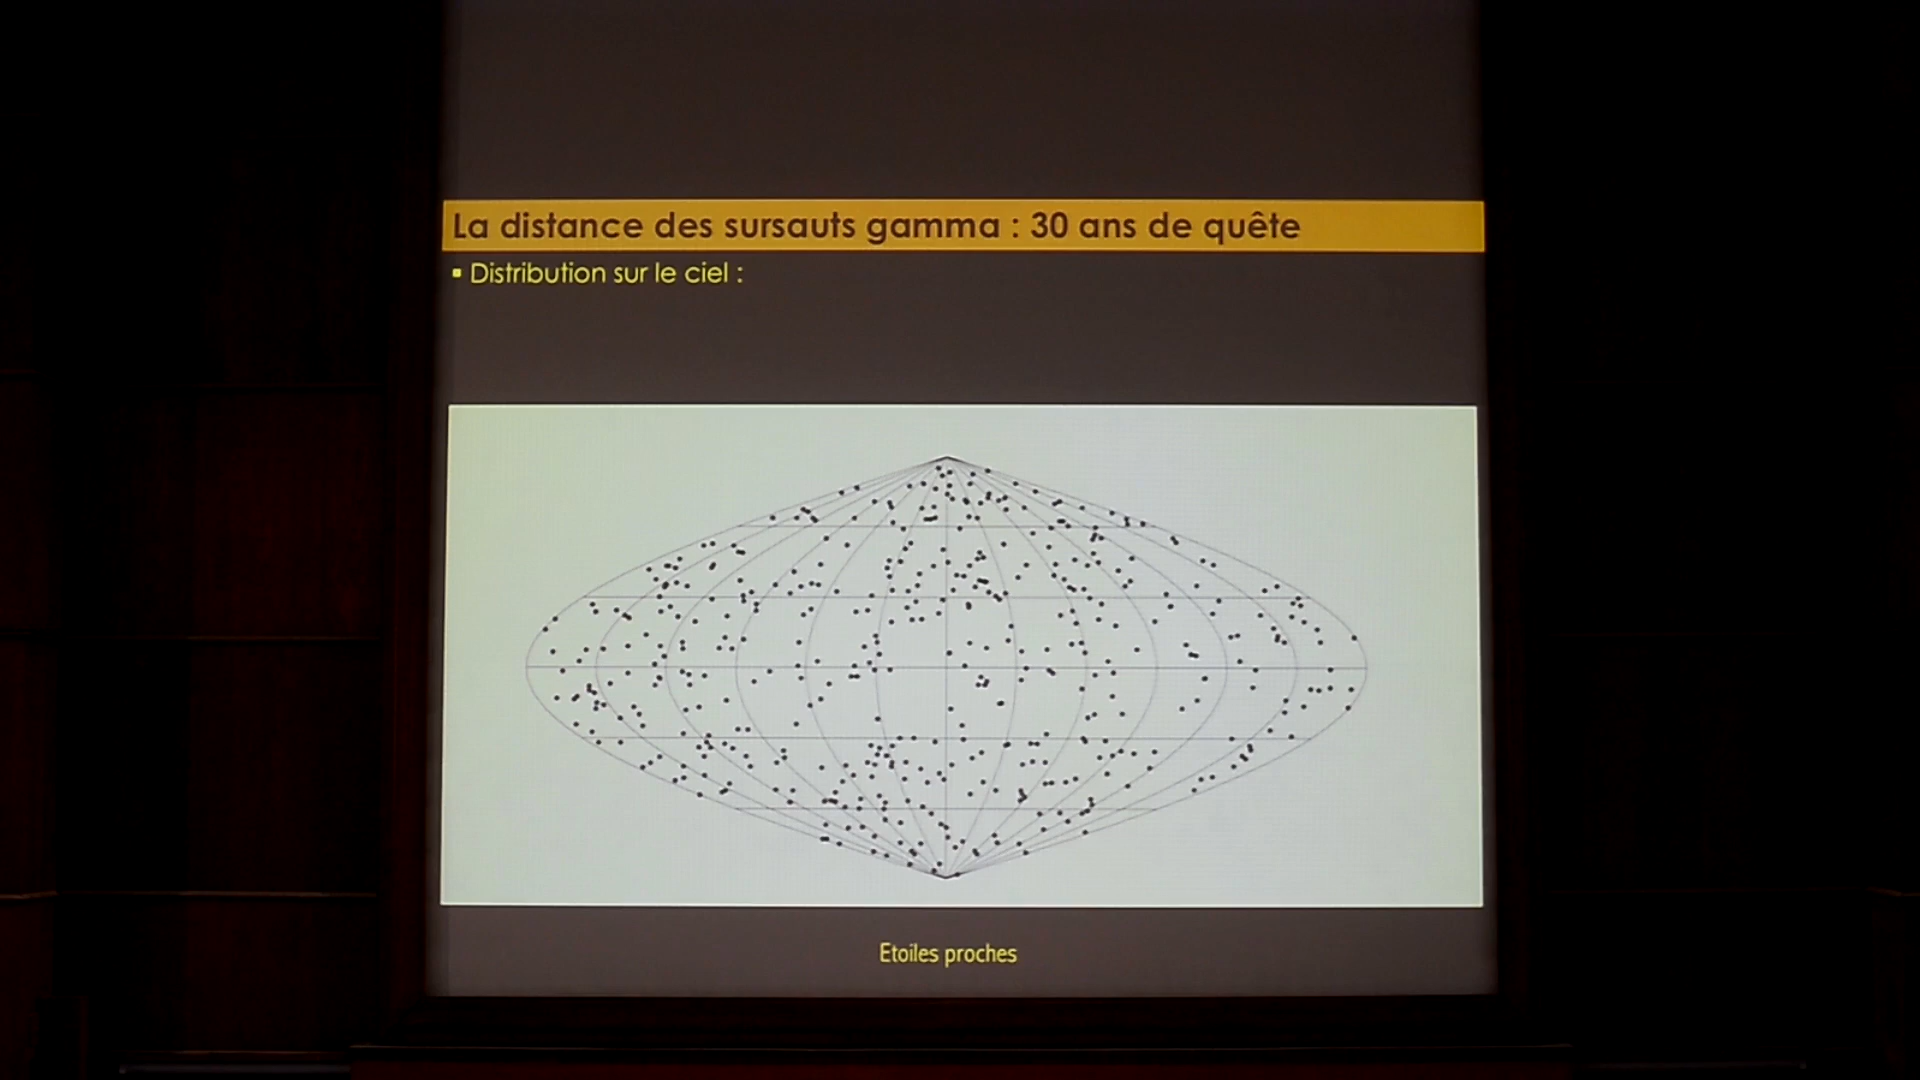 La distance des sursauts gamma : 30 ans de quête
▪ Distribution sur le ciel :
Etoiles proches